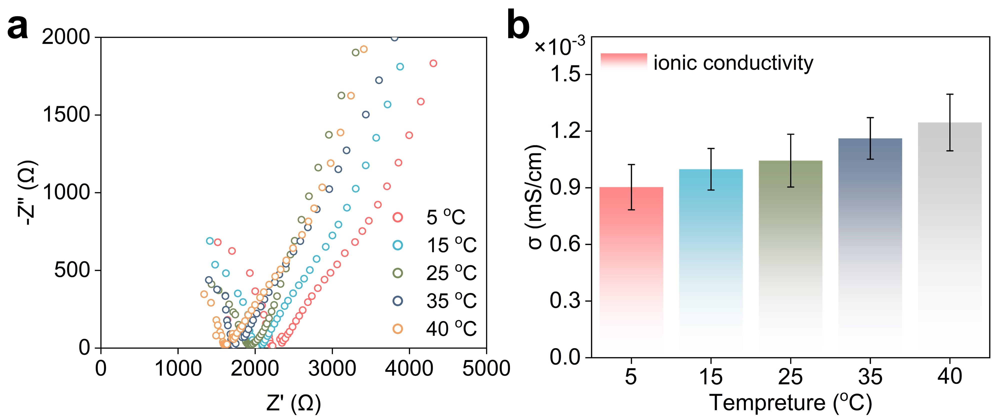 a
2000
1500
1000
500
0
-Z" (Ω)
0 1000 2000 3000 4000 5000
Z' (Ω)
5 °C
15 °C
25 °C
35 °C
40 °C
b
×10⁻³
1.5
1.2
0.9
0.6
0.3
0.0
σ (mS/cm)
ionic conductivity
5 15 25 35 40
Tempreture (°C)